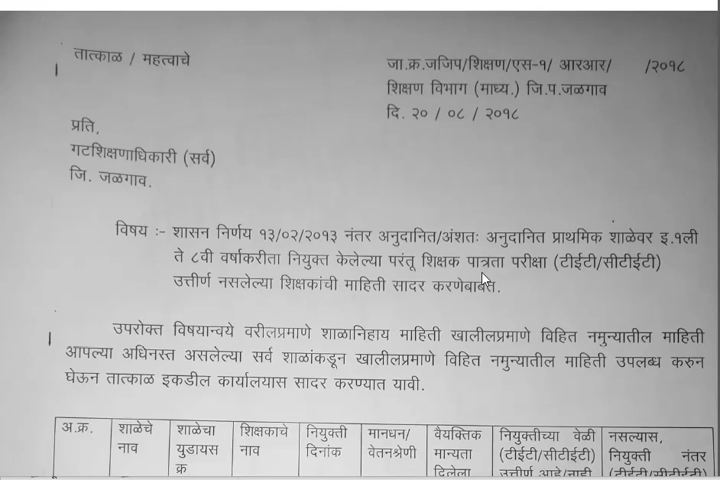 तात्काळ / महत्वाचे
जा.क्र.जजिप/शिक्षण/एस-१/ आरआर/ /२०१८
शिक्षण विभाग (माध्य.) जि.प.जळगाव
दि. २० / ०८ / २०१८
प्रति,
गटशिक्षणाधिकारी (सर्व)
जि. जळगाव.
विषय :- शासन निर्णय १३/०२/२०१३ नंतर अनुदानित/अंशतः अनुदानित प्राथमिक शाळेवर इ.१ली
ते ८वी वर्षाकरीता नियुक्त केलेल्या परंतू शिक्षक पात्रता परीक्षा (टीईटी/सीटीईटी)
उत्तीर्ण नसलेल्या शिक्षकांची माहिती सादर करणेबाबत.
उपरोक्त विषयान्वये वरीलप्रमाणे शाळानिहाय माहिती खालीलप्रमाणे विहित नमुन्यातील माहिती
आपल्या अधिनस्त असलेल्या सर्व शाळांकडून खालीलप्रमाणे विहित नमुन्यातील माहिती उपलब्ध करुन
घेऊन तात्काळ इकडील कार्यालयास सादर करण्यात यावी.
अ.क्र. शाळेचे शाळेचा शिक्षकाचे नियुक्ती मानधन/ वैयक्तिक नियुक्तीच्या वेळी नसल्यास,
नाव युडायस नाव दिनांक वेतनश्रेणी मान्यता (टीईटी/सीटीईटी) नियुक्ती नंतर
क्र दिलेला उत्तीर्ण आहे/नाही (टीईटी/सीटीईटी)